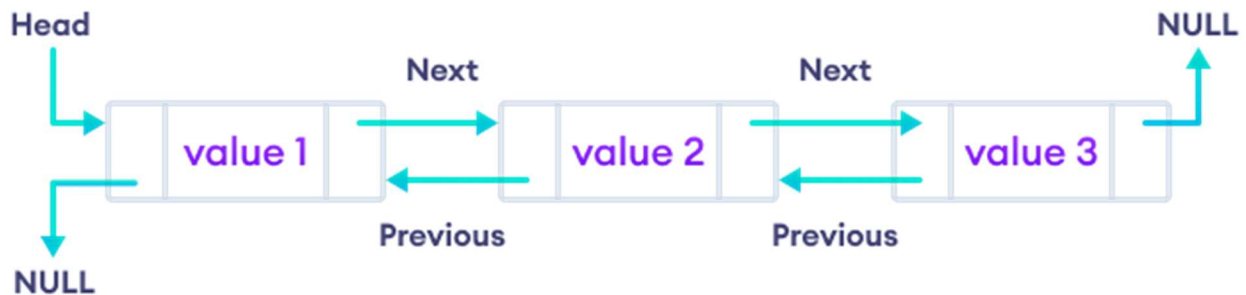 Head
NULL
Next
Next
value 1
value 2
value 3
Previous
Previous
NULL